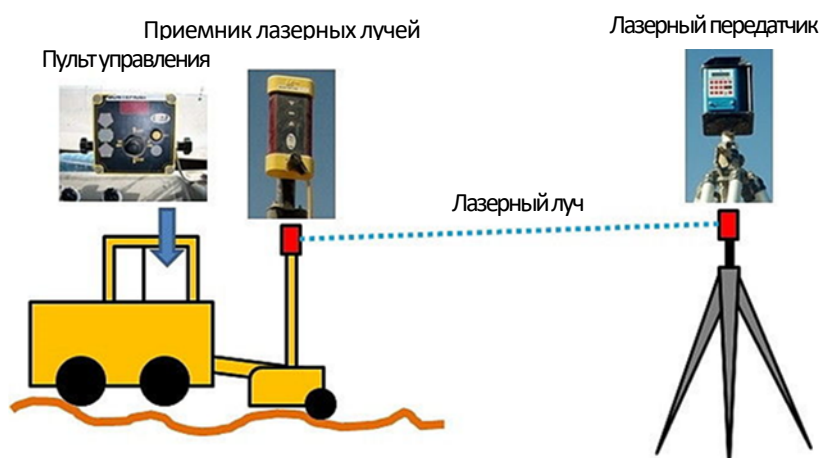 Приемник лазерных лучей
Лазерный передатчик
Пульт управления
Лазерный луч